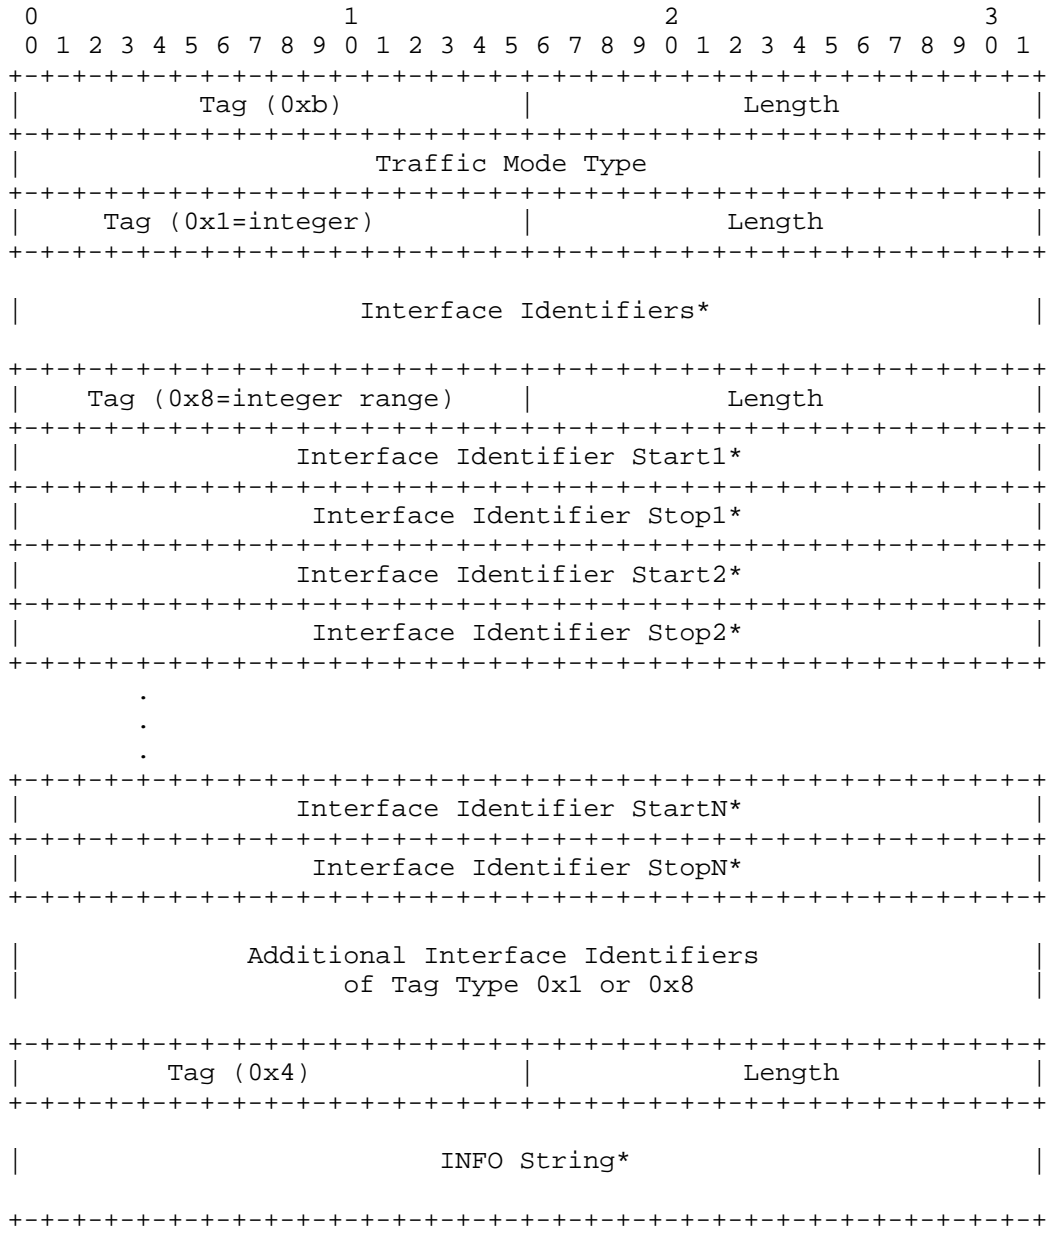 0                   1                   2                   3
 0 1 2 3 4 5 6 7 8 9 0 1 2 3 4 5 6 7 8 9 0 1 2 3 4 5 6 7 8 9 0 1
+-+-+-+-+-+-+-+-+-+-+-+-+-+-+-+-+-+-+-+-+-+-+-+-+-+-+-+-+-+-+-+-+
|           Tag (0xb)           |             Length            |
+-+-+-+-+-+-+-+-+-+-+-+-+-+-+-+-+-+-+-+-+-+-+-+-+-+-+-+-+-+-+-+-+
|                      Traffic Mode Type                        |
+-+-+-+-+-+-+-+-+-+-+-+-+-+-+-+-+-+-+-+-+-+-+-+-+-+-+-+-+-+-+-+-+
|     Tag (0x1=integer)         |            Length             |
+-+-+-+-+-+-+-+-+-+-+-+-+-+-+-+-+-+-+-+-+-+-+-+-+-+-+-+-+-+-+-+-+

|                     Interface Identifiers*                    |

+-+-+-+-+-+-+-+-+-+-+-+-+-+-+-+-+-+-+-+-+-+-+-+-+-+-+-+-+-+-+-+-+
|    Tag (0x8=integer range)    |            Length             |
+-+-+-+-+-+-+-+-+-+-+-+-+-+-+-+-+-+-+-+-+-+-+-+-+-+-+-+-+-+-+-+-+
|                 Interface Identifier Start1*                  |
+-+-+-+-+-+-+-+-+-+-+-+-+-+-+-+-+-+-+-+-+-+-+-+-+-+-+-+-+-+-+-+-+
|                  Interface Identifier Stop1*                  |
+-+-+-+-+-+-+-+-+-+-+-+-+-+-+-+-+-+-+-+-+-+-+-+-+-+-+-+-+-+-+-+-+
|                 Interface Identifier Start2*                  |
+-+-+-+-+-+-+-+-+-+-+-+-+-+-+-+-+-+-+-+-+-+-+-+-+-+-+-+-+-+-+-+-+
|                  Interface Identifier Stop2*                  |
+-+-+-+-+-+-+-+-+-+-+-+-+-+-+-+-+-+-+-+-+-+-+-+-+-+-+-+-+-+-+-+-+
        .
        .
        .
+-+-+-+-+-+-+-+-+-+-+-+-+-+-+-+-+-+-+-+-+-+-+-+-+-+-+-+-+-+-+-+-+
|                 Interface Identifier StartN*                  |
+-+-+-+-+-+-+-+-+-+-+-+-+-+-+-+-+-+-+-+-+-+-+-+-+-+-+-+-+-+-+-+-+
|                  Interface Identifier StopN*                  |
+-+-+-+-+-+-+-+-+-+-+-+-+-+-+-+-+-+-+-+-+-+-+-+-+-+-+-+-+-+-+-+-+

|              Additional Interface Identifiers                 |
|                    of Tag Type 0x1 or 0x8                     |

+-+-+-+-+-+-+-+-+-+-+-+-+-+-+-+-+-+-+-+-+-+-+-+-+-+-+-+-+-+-+-+-+
|         Tag (0x4)             |             Length            |
+-+-+-+-+-+-+-+-+-+-+-+-+-+-+-+-+-+-+-+-+-+-+-+-+-+-+-+-+-+-+-+-+

|                          INFO String*                         |

+-+-+-+-+-+-+-+-+-+-+-+-+-+-+-+-+-+-+-+-+-+-+-+-+-+-+-+-+-+-+-+-+